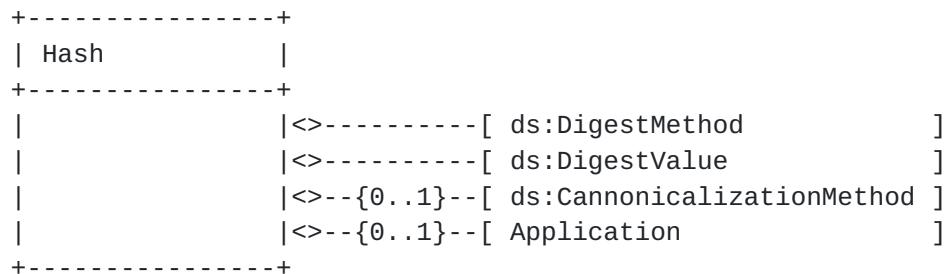 +----------------+
| Hash           |
+----------------+
|                |<>----------[ ds:DigestMethod            ]
|                |<>----------[ ds:DigestValue             ]
|                |<>--{0..1}--[ ds:CannonicalizationMethod ]
|                |<>--{0..1}--[ Application                ]
+----------------+